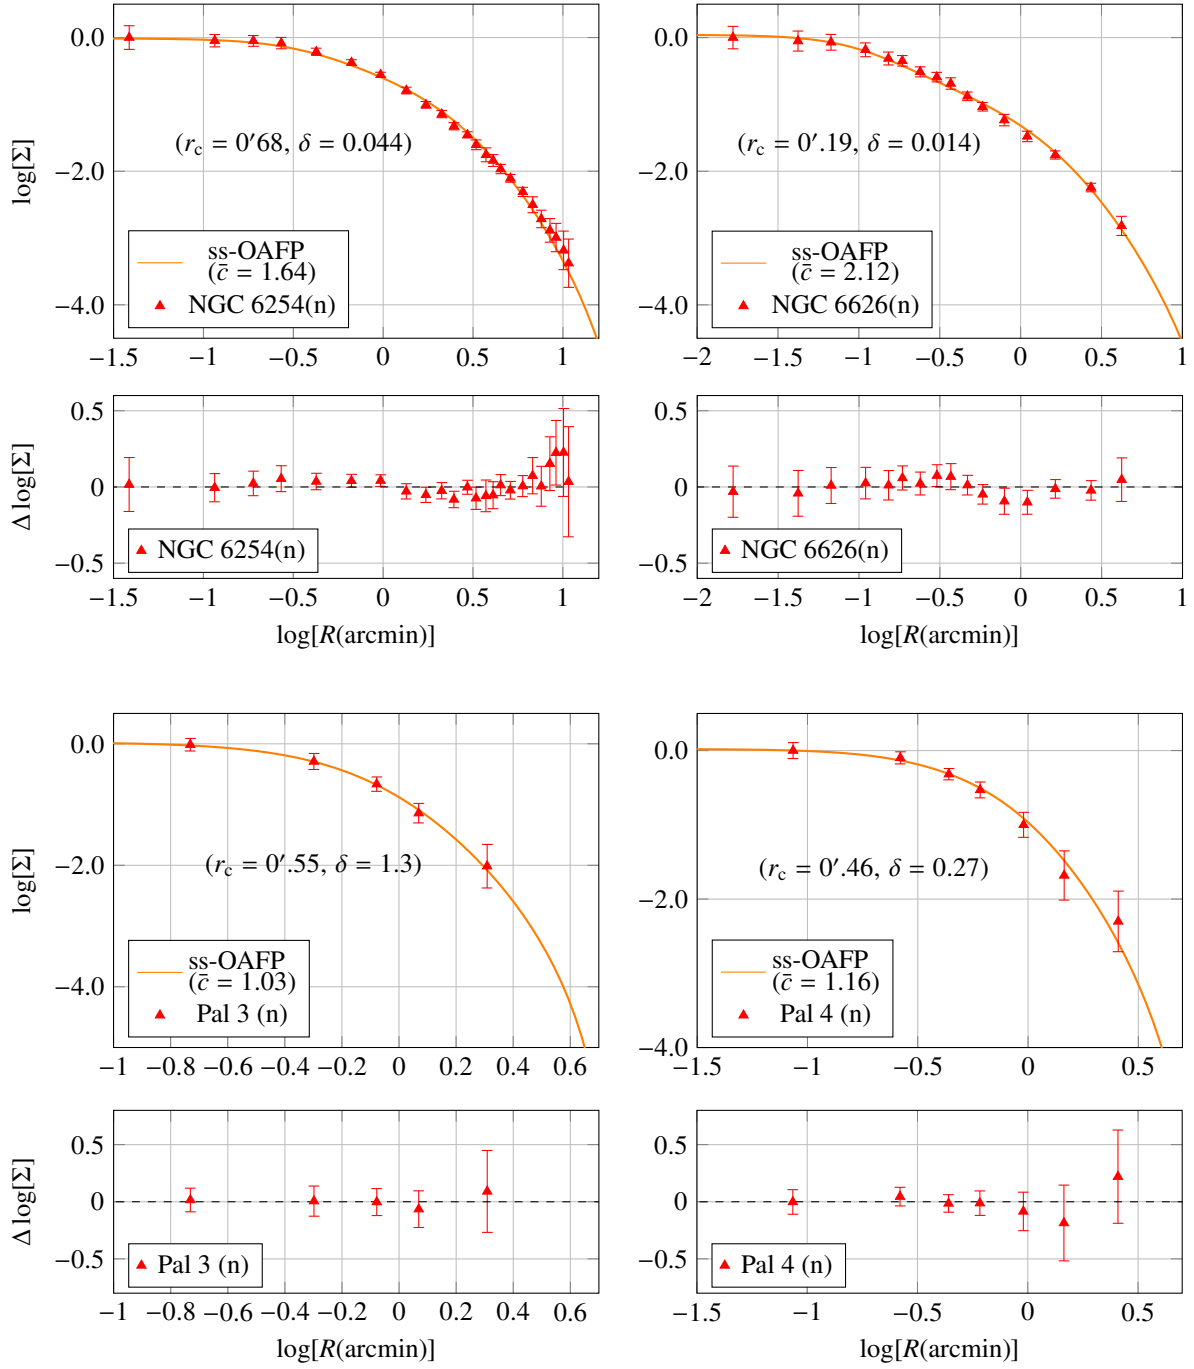 0.0
−2.0
−4.0
log[Σ]
(r_c = 0′68, δ = 0.044)
ss-OAFP
(c̄ = 1.64)
NGC 6254(n)
−1.5 −1 −0.5 0 0.5 1
0.0
−2.0
−4.0
(r_c = 0′.19, δ = 0.014)
ss-OAFP
(c̄ = 2.12)
NGC 6626(n)
−2 −1.5 −1 −0.5 0 0.5 1
0.5
0
−0.5
Δ log[Σ]
NGC 6254(n)
−1.5 −1 −0.5 0 0.5 1
log[R(arcmin)]
0.5
0
−0.5
NGC 6626(n)
−2 −1.5 −1 −0.5 0 0.5 1
log[R(arcmin)]
0.0
−2.0
−4.0
log[Σ]
(r_c = 0′.55, δ = 1.3)
ss-OAFP
(c̄ = 1.03)
Pal 3 (n)
−1 −0.8 −0.6 −0.4 −0.2 0 0.2 0.4 0.6
0.0
−2.0
−4.0
(r_c = 0′.46, δ = 0.27)
ss-OAFP
(c̄ = 1.16)
Pal 4 (n)
−1.5 −1 −0.5 0 0.5
0.5
0
−0.5
Δ log[Σ]
Pal 3 (n)
−1 −0.8 −0.6 −0.4 −0.2 0 0.2 0.4 0.6
log[R(arcmin)]
0.5
0
−0.5
Pal 4 (n)
−1.5 −1 −0.5 0 0.5
log[R(arcmin)]